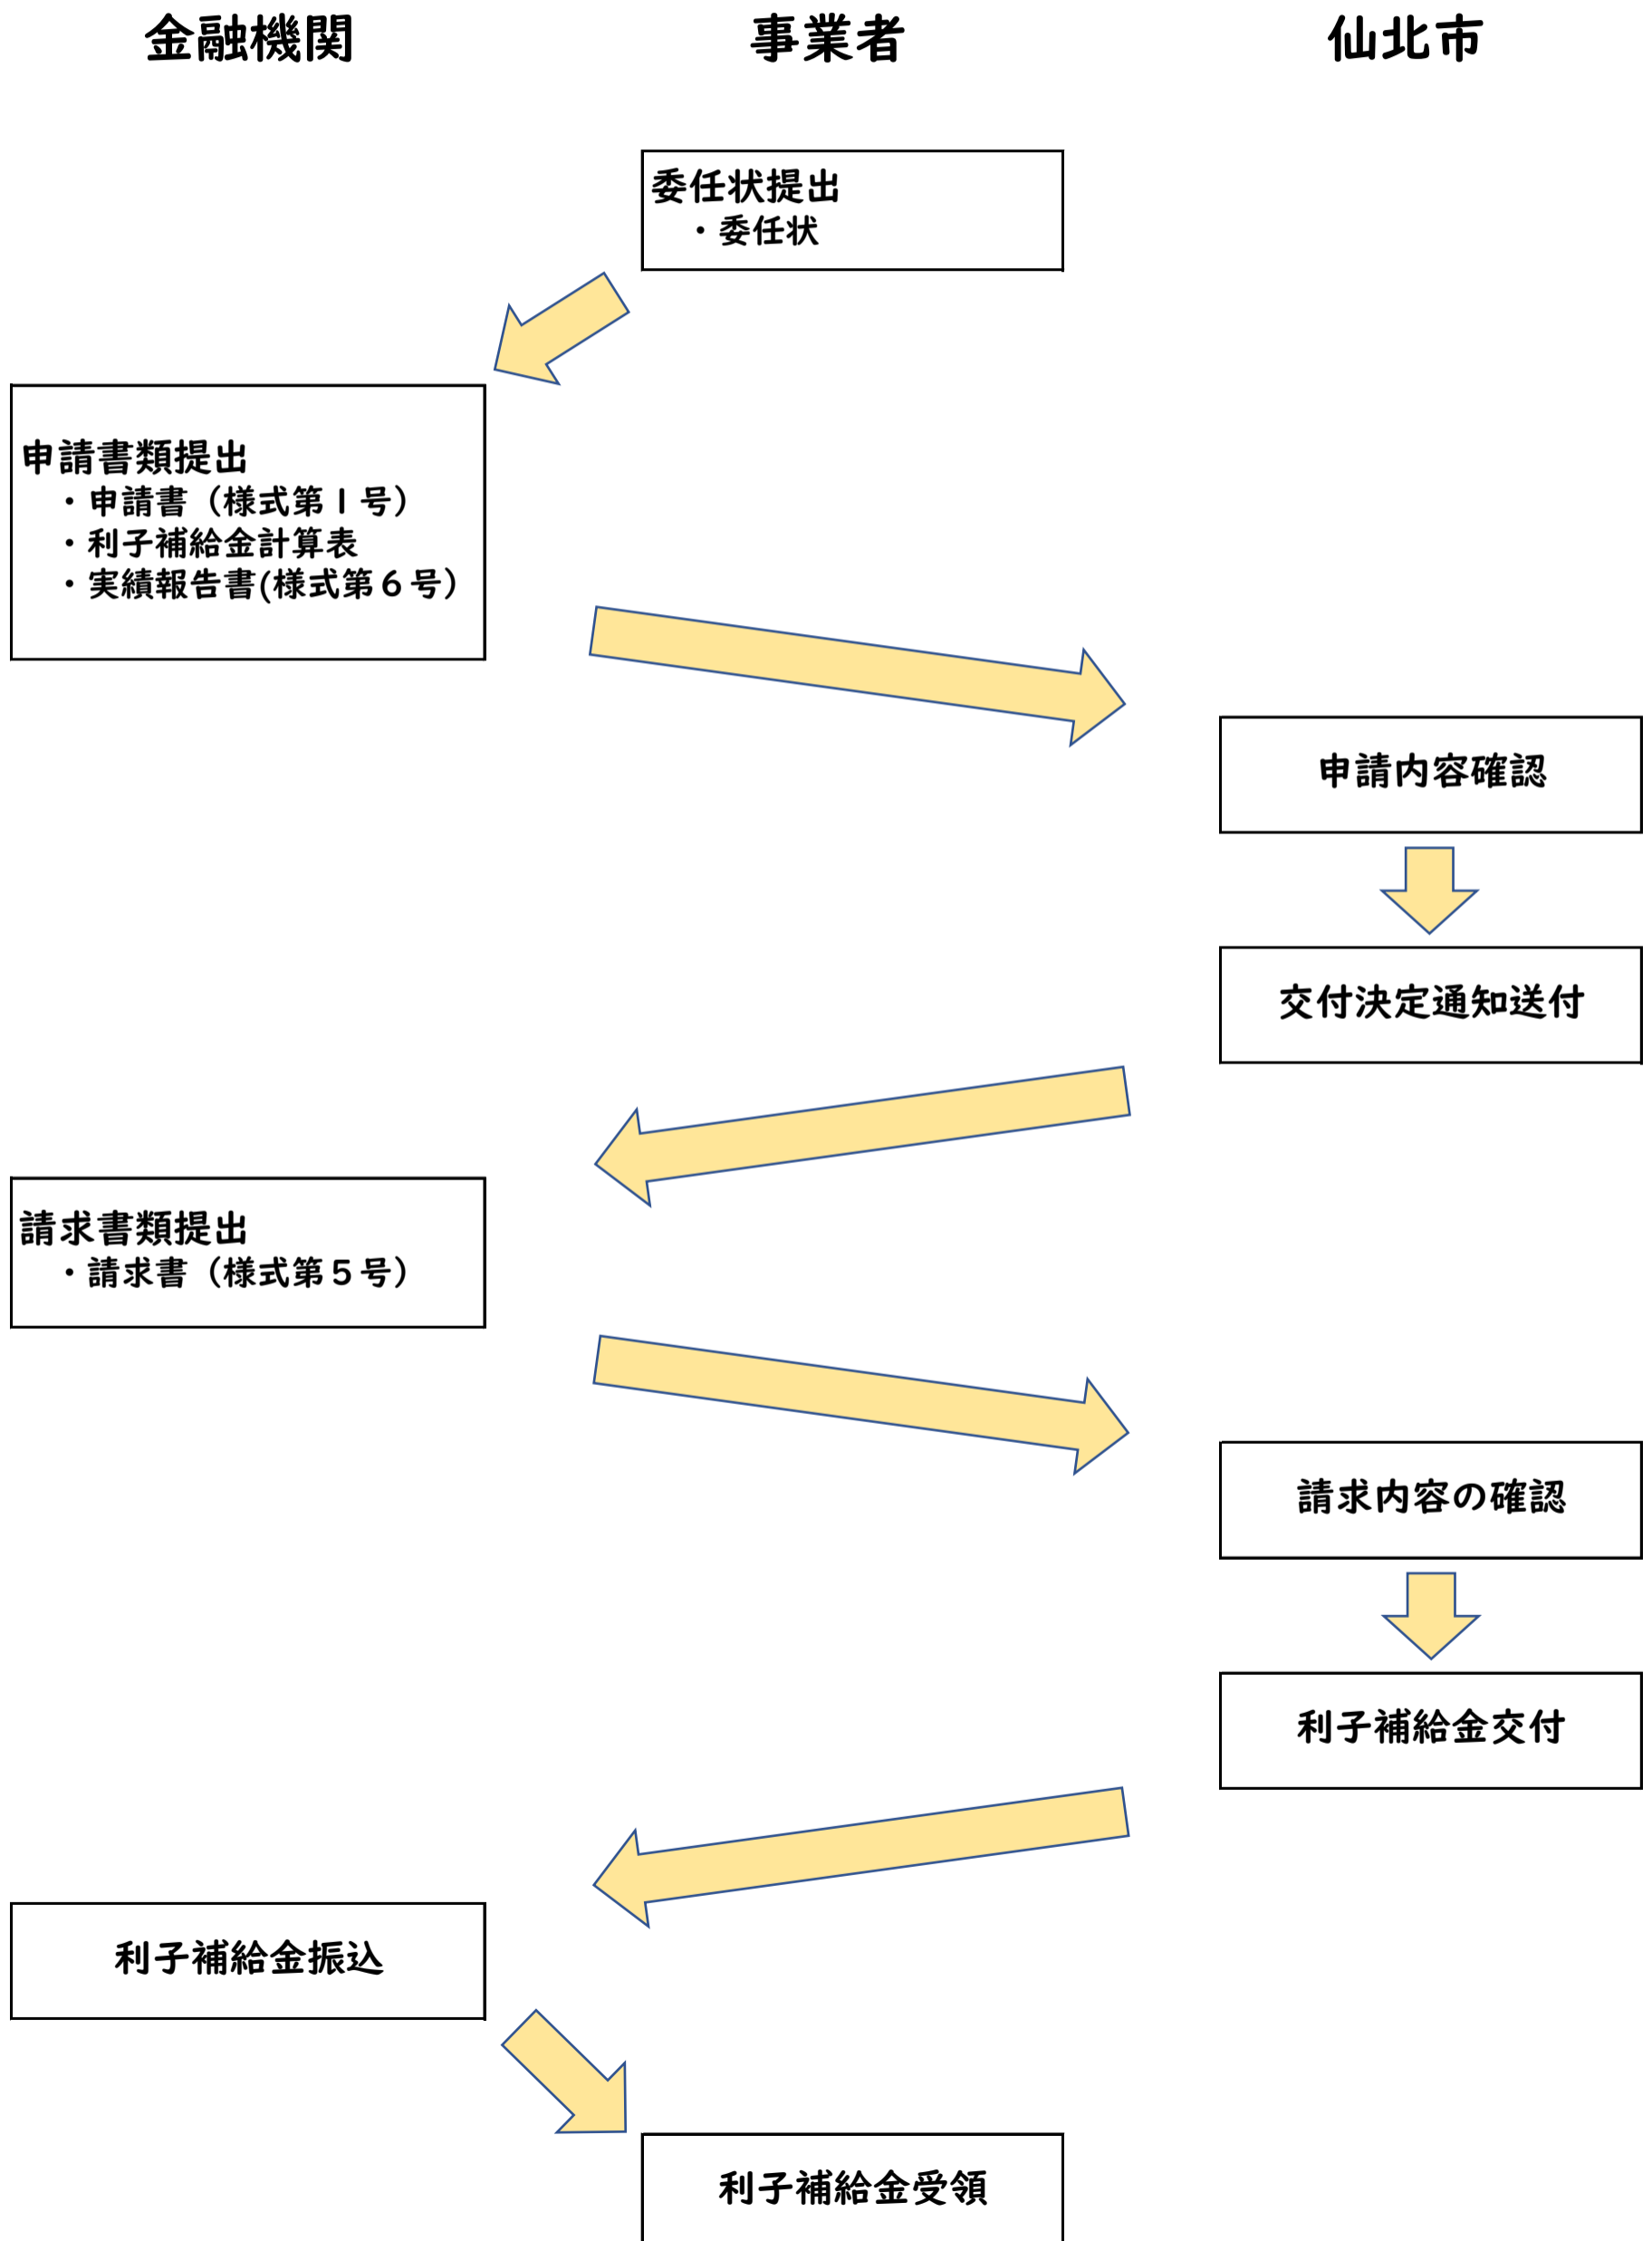 金融機関
事業者
仙北市
委任状提出
・委任状
申請書類提出
・申請書（様式第１号）
・利子補給金計算表
・実績報告書(様式第６号）
申請内容確認
交付決定通知送付
請求書類提出
・請求書（様式第５号）
請求内容の確認
利子補給金交付
利子補給金振込
利子補給金受領